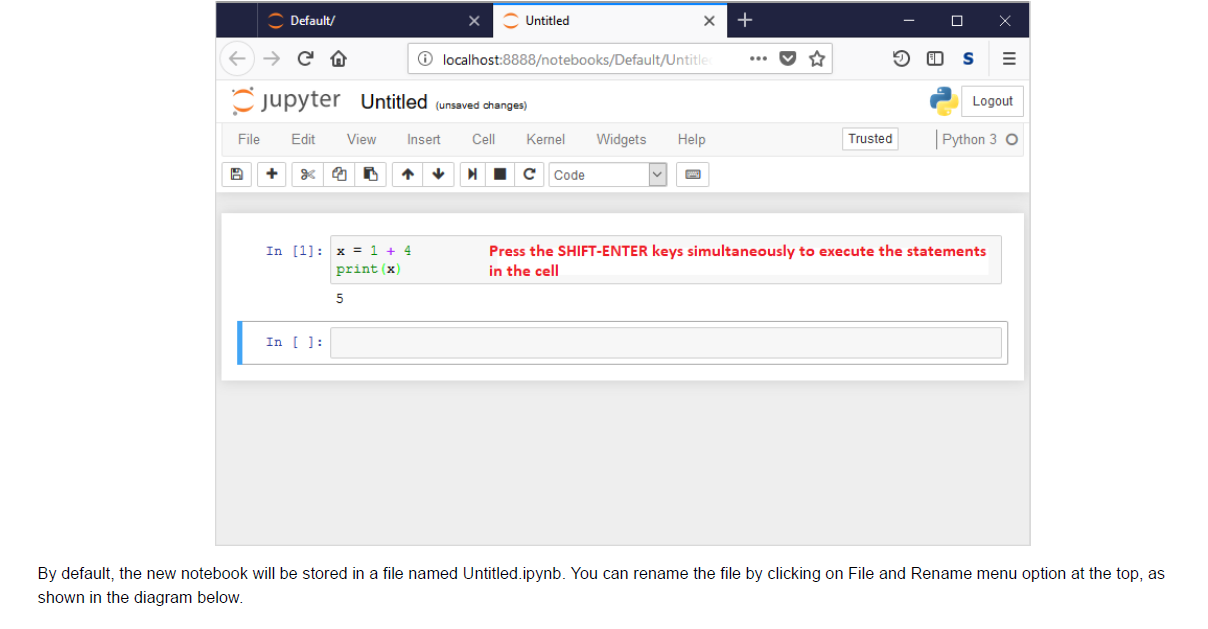 Default/
Untitled
localhost:8888/notebooks/Default/Untitle
S
jupyter Untitled (unsaved changes)
Logout
File Edit View Insert Cell Kernel Widgets Help
Trusted
Python 3
Code
In [1]: x = 1 + 4
print(x)
Press the SHIFT-ENTER keys simultaneously to execute the statements
in the cell
5
In [ ]:
By default, the new notebook will be stored in a file named Untitled.ipynb. You can rename the file by clicking on File and Rename menu option at the top, as
shown in the diagram below.